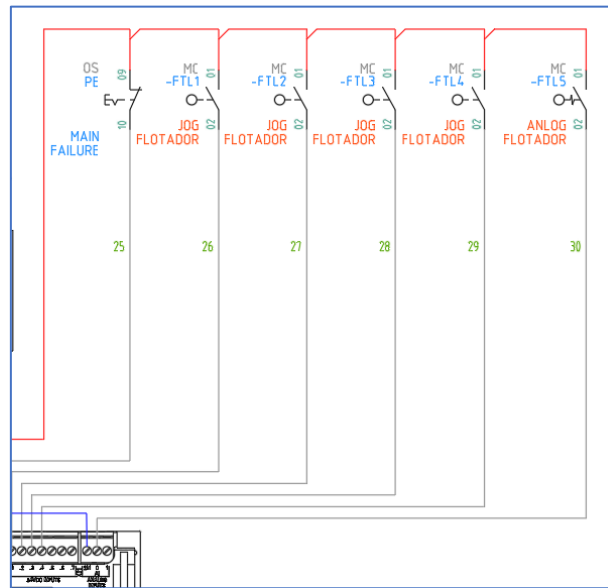 OS
PE
09
10
MAIN
FAILURE
MC
-FTL1
01
02
JOG
FLOTADOR
MC
-FTL2
01
02
JOG
FLOTADOR
MC
-FTL3
01
02
JOG
FLOTADOR
MC
-FTL4
01
02
JOG
FLOTADOR
MC
-FTL5
01
02
ANLOG
FLOTADOR
25
26
27
28
29
30